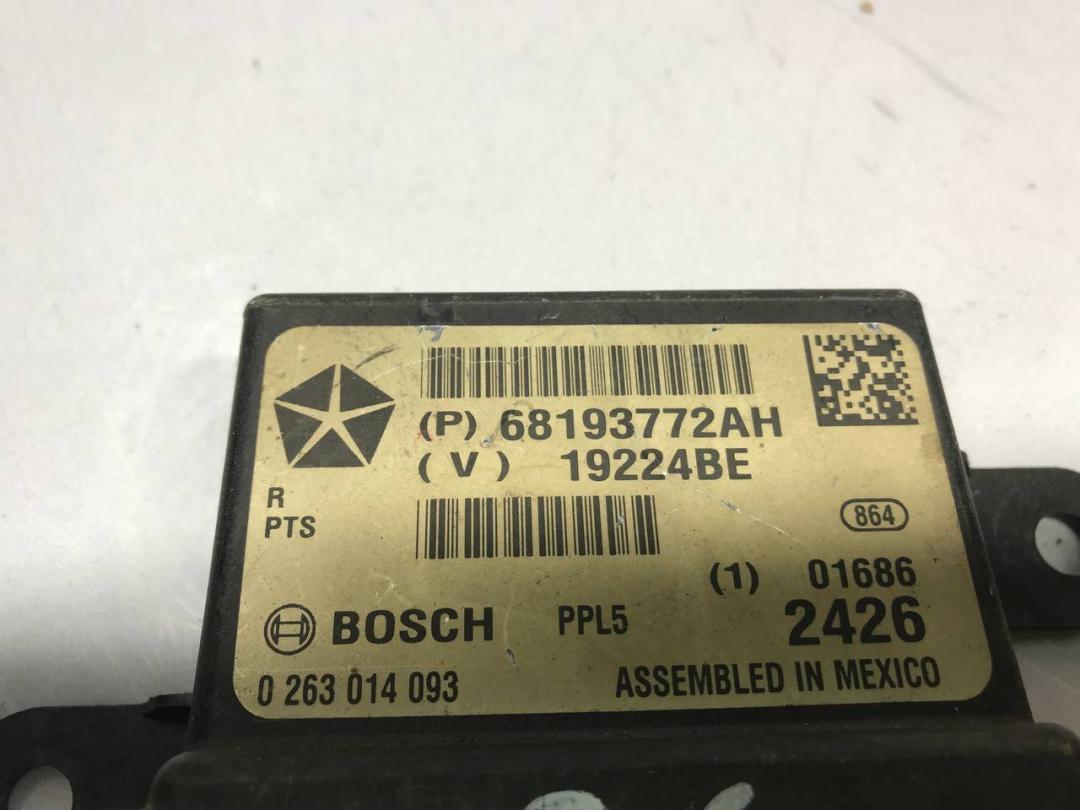 (P) 68193772AH
(V) 19224BE
R
PTS
864
(1) 01686
BOSCH PPL5 2426
0 263 014 093 ASSEMBLED IN MEXICO